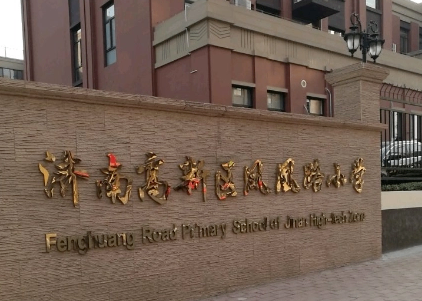 济南高新区凤凰路小学
Fenghuang Road Primary School of Jinan High-tech Zone